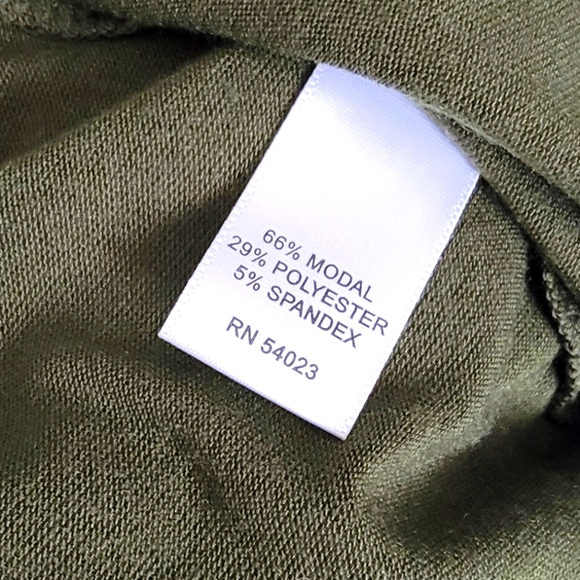 66% MODAL
29% POLYESTER
5% SPANDEX
RN 54023